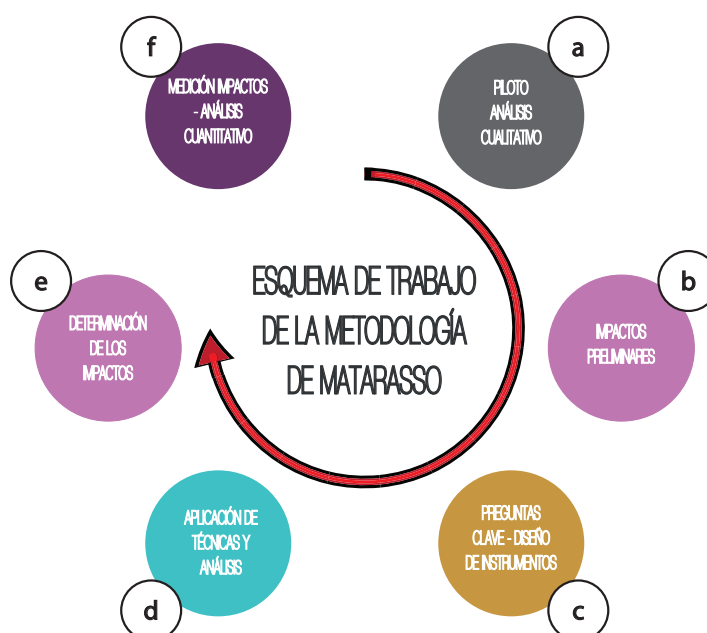 f
MEDICIÓN IMPACTOS
- ANÁLISIS
CUANTITATIVO
a
PILOTO
ANÁLISIS
CUALITATIVO
ESQUEMA DE TRABAJO
DE LA METODOLOGÍA
DE MATARASSO
b
IMPACTOS
PRELIMINARES
c
PREGUNTAS
CLAVE - DISEÑO
DE INSTRUMENTOS
d
APLICACIÓN DE
TÉCNICAS Y
ANÁLISIS
e
DETERMINACIÓN
DE LOS
IMPACTOS